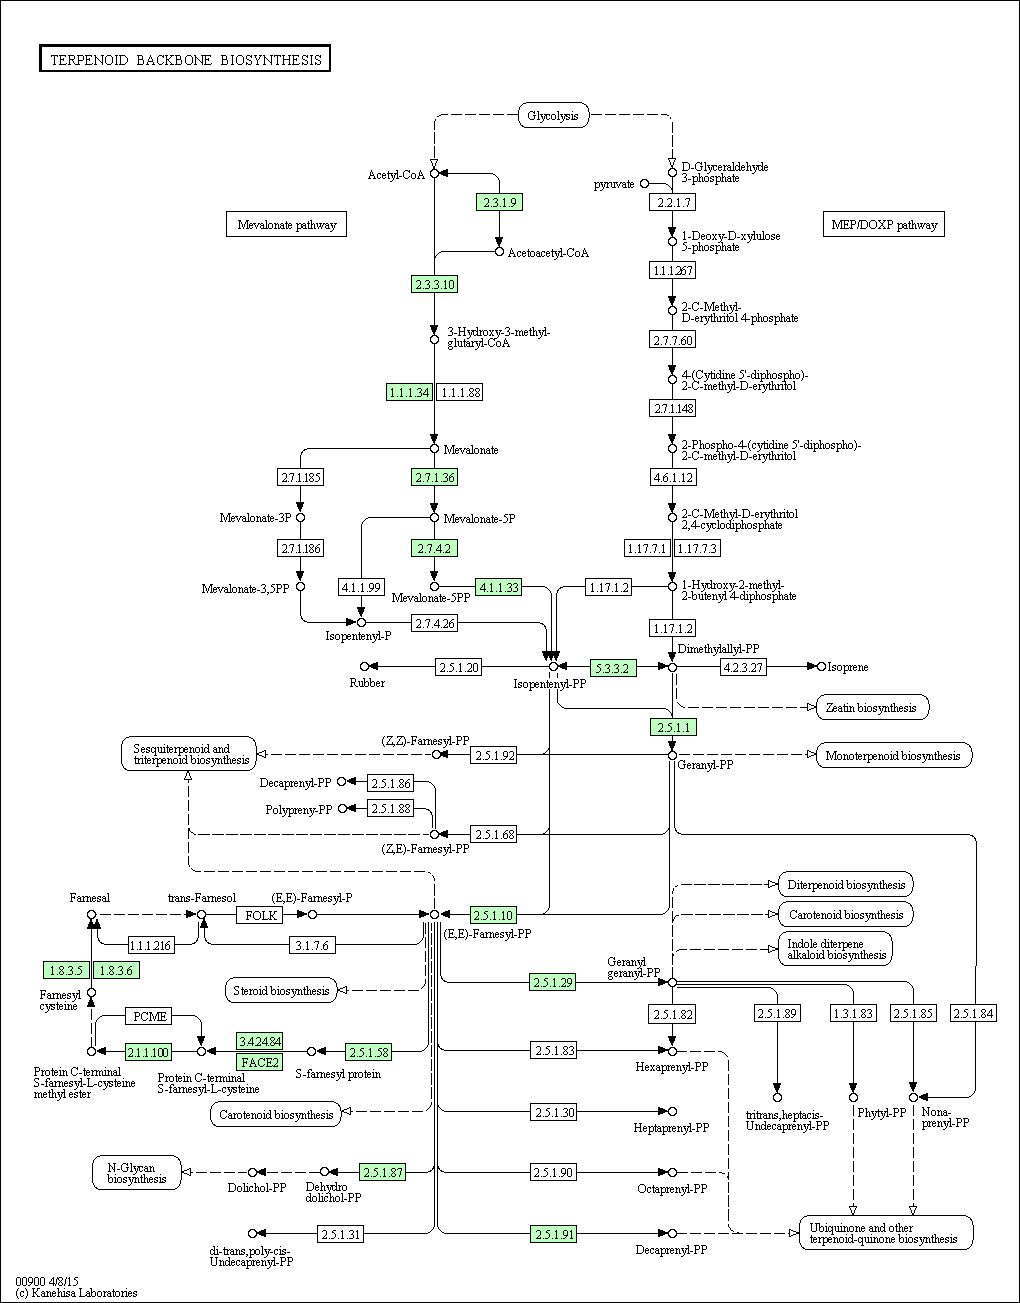 TERPENOID BACKBONE BIOSYNTHESIS
Glycolysis
Acetyl-CoA
D-Glyceraldehyde
3-phosphate
pyruvate
2.3.1.9
2.2.1.7
Mevalonate pathway
MEP/DOXP pathway
1-Deoxy-D-xylulose
5-phosphate
Acetoacetyl-CoA
1.1.1.267
2.3.3.10
2-C-Methyl-
D-erythritol 4-phosphate
3-Hydroxy-3-methyl-
glutaryl-CoA
2.7.7.60
4-(Cytidine 5'-diphospho)-
2-C-methyl-D-erythritol
1.1.1.34
1.1.1.88
2.7.1.148
Mevalonate
2-Phospho-4-(cytidine 5'-diphospho)-
2-C-methyl-D-erythritol
2.7.1.185
2.7.1.36
4.6.1.12
Mevalonate-3P
Mevalonate-5P
2-C-Methyl-D-erythritol
2,4-cyclodiphosphate
2.7.1.186
2.7.4.2
1.17.7.1
1.17.7.3
Mevalonate-3,5PP
4.1.1.99
Mevalonate-5PP
4.1.1.33
1.17.1.2
1-Hydroxy-2-methyl-
2-butenyl 4-diphosphate
Isopentenyl-P
2.7.4.26
1.17.1.2
Dimethylallyl-PP
Rubber
2.5.1.20
Isopentenyl-PP
5.3.3.2
4.2.3.27
Isoprene
Zeatin biosynthesis
2.5.1.1
Sesquiterpenoid and
triterpenoid biosynthesis
(Z,Z)-Farnesyl-PP
2.5.1.92
Geranyl-PP
Monoterpenoid biosynthesis
Decaprenyl-PP
2.5.1.86
Polypreny-PP
2.5.1.88
(Z,E)-Farnesyl-PP
2.5.1.68
Farnesal
trans-Farnesol
(E,E)-Farnesyl-P
Diterpenoid biosynthesis
FOLK
2.5.1.10
(E,E)-Farnesyl-PP
Carotenoid biosynthesis
1.1.1.216
3.1.7.6
Indole diterpene
alkaloid biosynthesis
1.8.3.5
1.8.3.6
Geranyl
geranyl-PP
Farnesyl
cysteine
Steroid biosynthesis
2.5.1.29
PCME
2.5.1.82
2.5.1.89
1.3.1.83
2.5.1.85
2.5.1.84
3.4.24.84
FACE2
2.1.1.100
2.5.1.58
2.5.1.83
Protein C-terminal
S-farnesyl-L-cysteine
methyl ester
Protein C-terminal
S-farnesyl-L-cysteine
S-farnesyl protein
Hexaprenyl-PP
Carotenoid biosynthesis
2.5.1.30
Heptaprenyl-PP
tritrans,heptacis-
Undecaprenyl-PP
Phytyl-PP
Nona-
prenyl-PP
N-Glycan
biosynthesis
Dolichol-PP
Dehydro
dolichol-PP
2.5.1.87
2.5.1.90
Octaprenyl-PP
di-trans,poly-cis-
Undecaprenyl-PP
2.5.1.31
2.5.1.91
Decaprenyl-PP
Ubiquinone and other
terpenoid-quinone biosynthesis
00900 4/8/15
(c) Kanehisa Laboratories